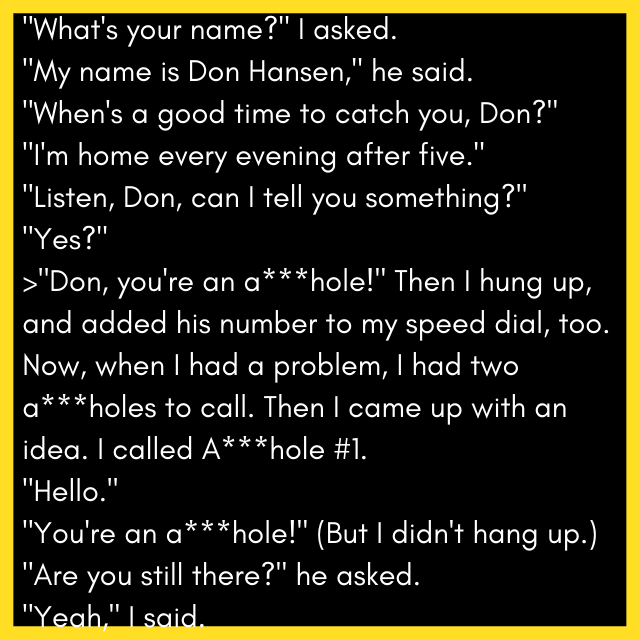 "What's your name?" I asked.
"My name is Don Hansen," he said.
"When's a good time to catch you, Don?"
"I'm home every evening after five."
"Listen, Don, can I tell you something?"
"Yes?"
>"Don, you're an a***hole!" Then I hung up,
and added his number to my speed dial, too.
Now, when I had a problem, I had two
a***holes to call. Then I came up with an
idea. I called A***hole #1.
"Hello."
"You're an a***hole!" (But I didn't hang up.)
"Are you still there?" he asked.
"Yeah," I said.